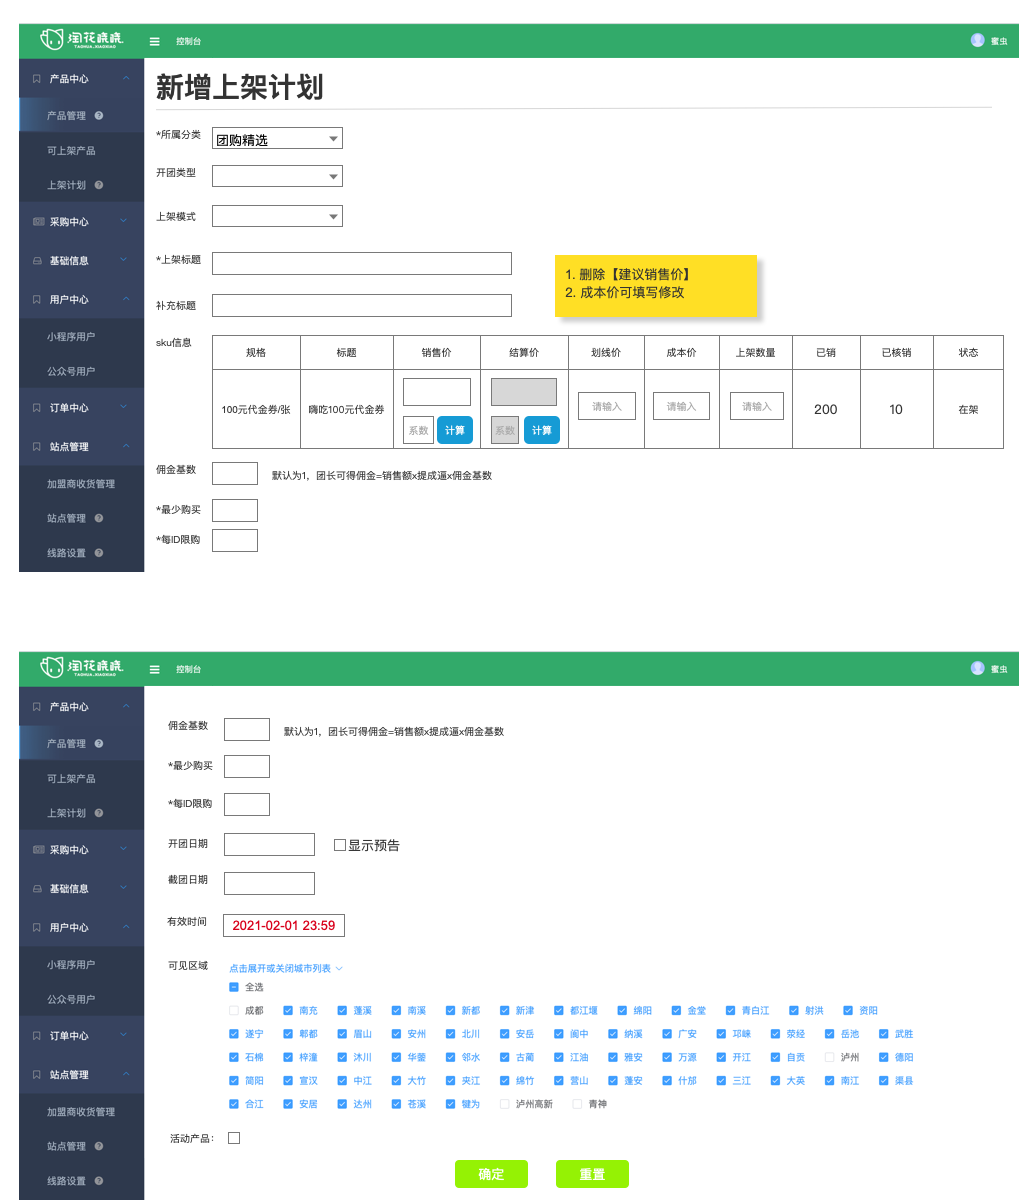 淘花晓晓
TAOHUA.XIAOXIAO
控制台
蜜虫
产品中心
产品管理
可上架产品
上架计划
采购中心
基础信息
用户中心
小程序用户
公众号用户
订单中心
站点管理
加盟商收货管理
站点管理
线路设置
新增上架计划
*所属分类 团购精选
开团类型
上架模式
*上架标题
补充标题
1. 删除【建议销售价】
2. 成本价可填写修改
sku信息
规格 标题 销售价 结算价 划线价 成本价 上架数量 已销 已核销 状态
100元代金券/张 嗨吃100元代金券 系数 计算 系数 计算 请输入 请输入 请输入 200 10 在架
佣金基数 默认为1，团长可得佣金=销售额x提成逼x佣金基数
*最少购买
*每ID限购
淘花晓晓
TAOHUA.XIAOXIAO
控制台
蜜虫
产品中心
产品管理
可上架产品
上架计划
采购中心
基础信息
用户中心
小程序用户
公众号用户
订单中心
站点管理
加盟商收货管理
站点管理
线路设置
佣金基数 默认为1，团长可得佣金=销售额x提成逼x佣金基数
*最少购买
*每ID限购
开团日期 显示预告
截团日期
有效时间 2021-02-01 23:59
可见区域 点击展开或关闭城市列表
全选
成都 南充 蓬溪 南溪 新都 新津 都江堰 绵阳 金堂 青白江 射洪 资阳
遂宁 郫都 眉山 安州 北川 安岳 阆中 纳溪 广安 邛崃 荥经 岳池 武胜
石棉 梓潼 沐川 华蓥 邻水 古蔺 江油 雅安 万源 开江 自贡 泸州 德阳
简阳 宣汉 中江 大竹 夹江 绵竹 营山 蓬安 什邡 三江 大英 南江 渠县
合江 安居 达州 苍溪 犍为 泸州高新 青神
活动产品：
确定 重置